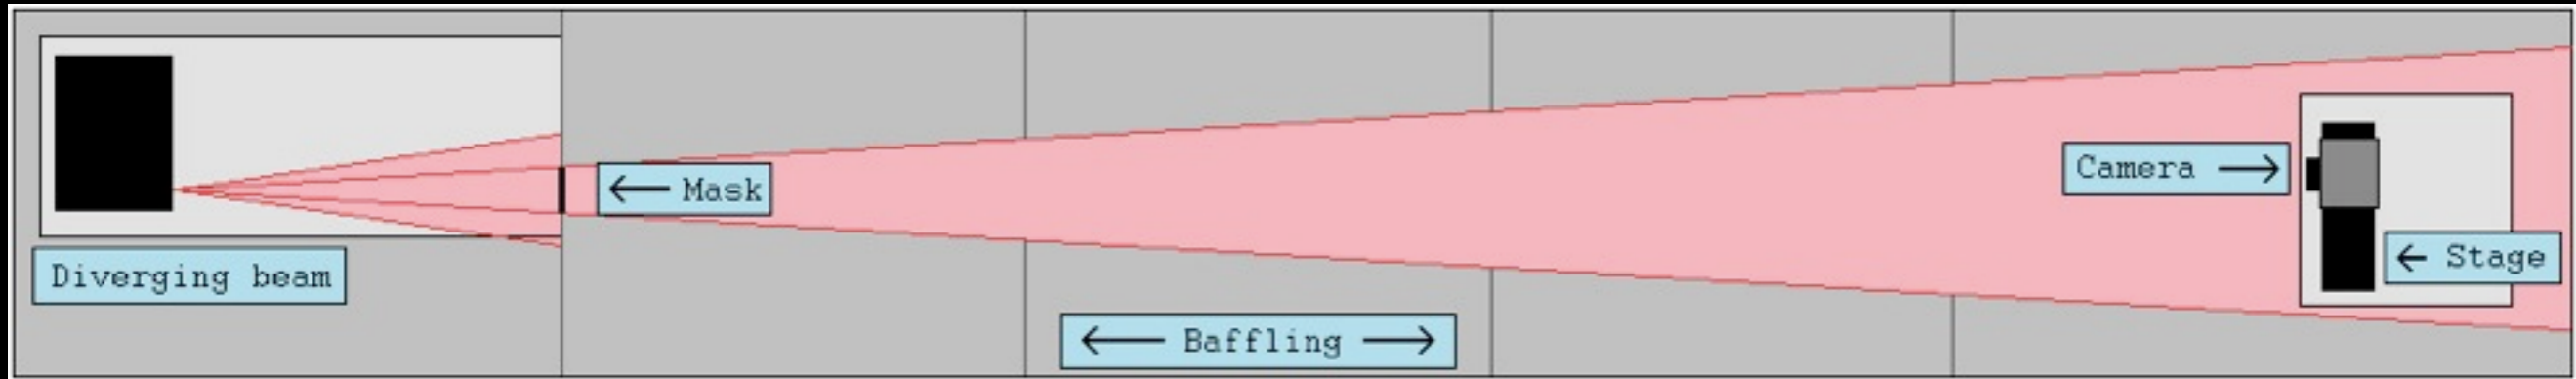 Diverging beam
← Mask
← Baffling →
Camera →
← Stage